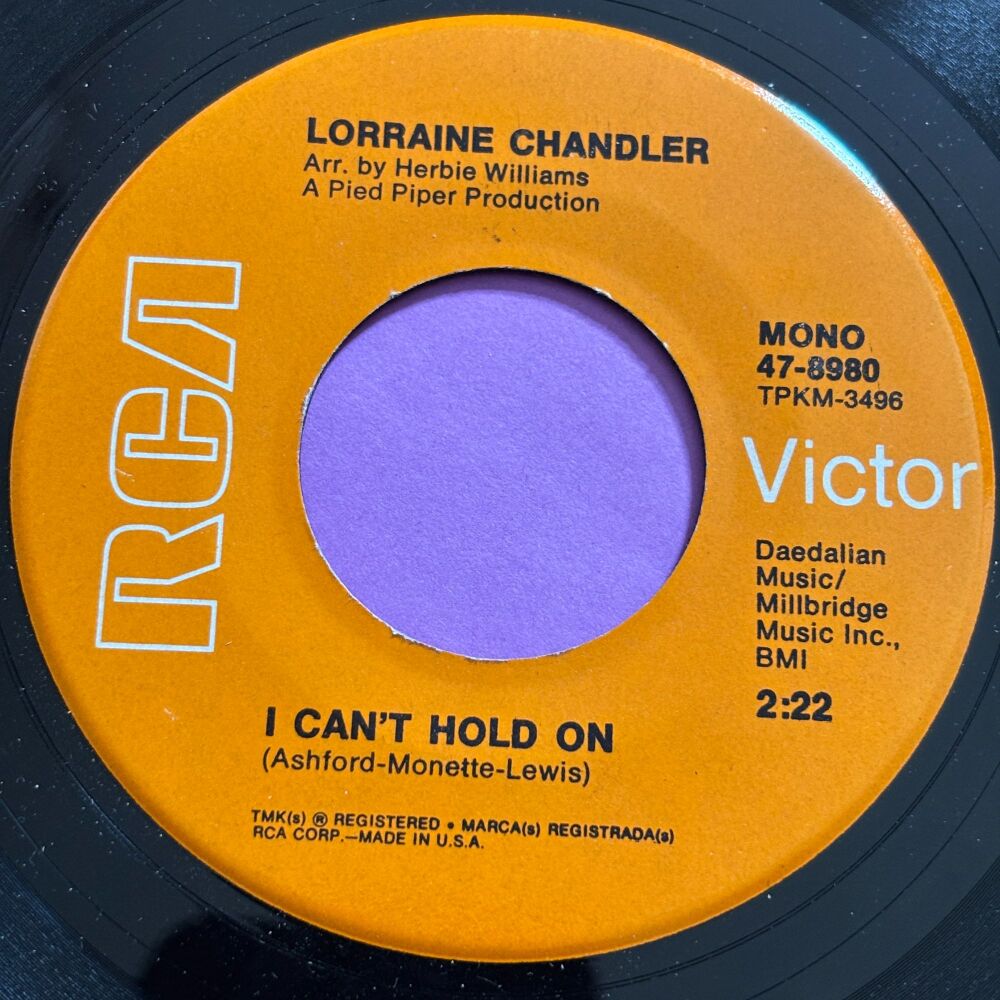 LORRAINE CHANDLER
Arr. by Herbie Williams
A Pied Piper Production
RCA
MONO
47-8980
TPKM-3496
Victor
Daedalian
Music/
Millbridge
Music Inc.,
BMI
2:22
I CAN'T HOLD ON
(Ashford-Monette-Lewis)
TMK(s) ® REGISTERED • MARCA(s) REGISTRADA(s)
RCA CORP.—MADE IN U.S.A.